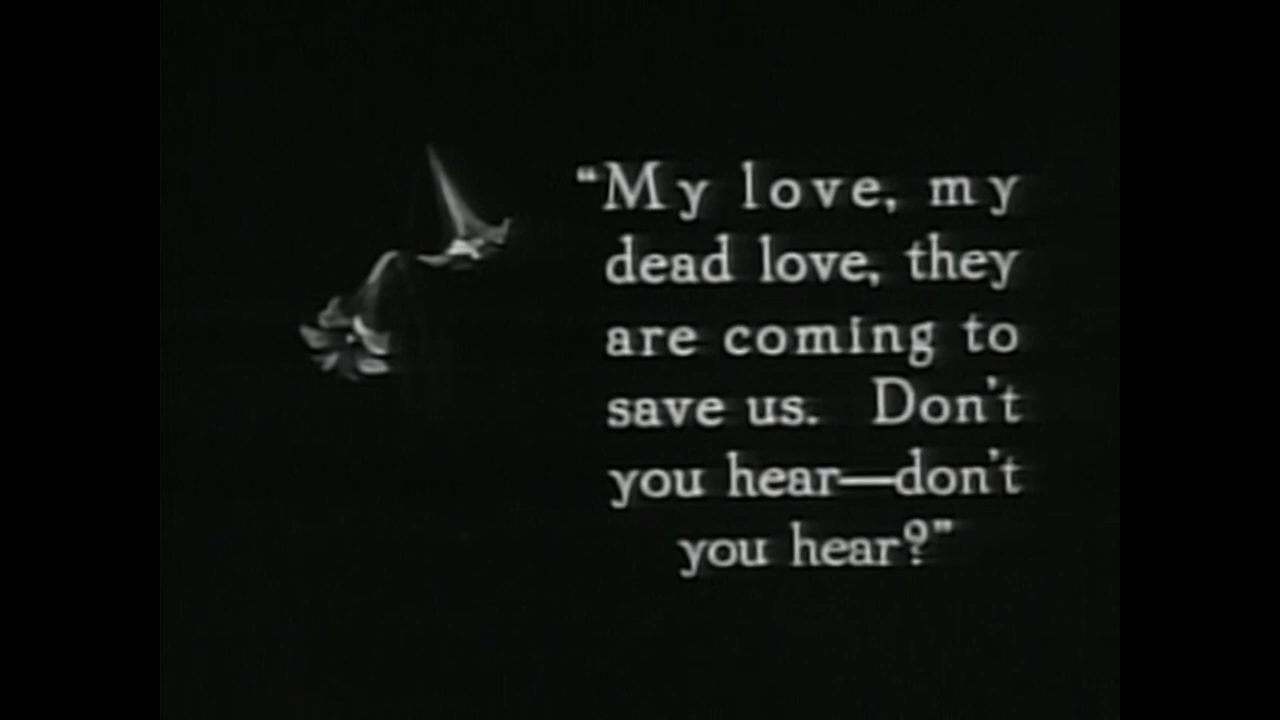 “My love, my
dead love, they
are coming to
save us. Don't
you hear—don't
you hear?”